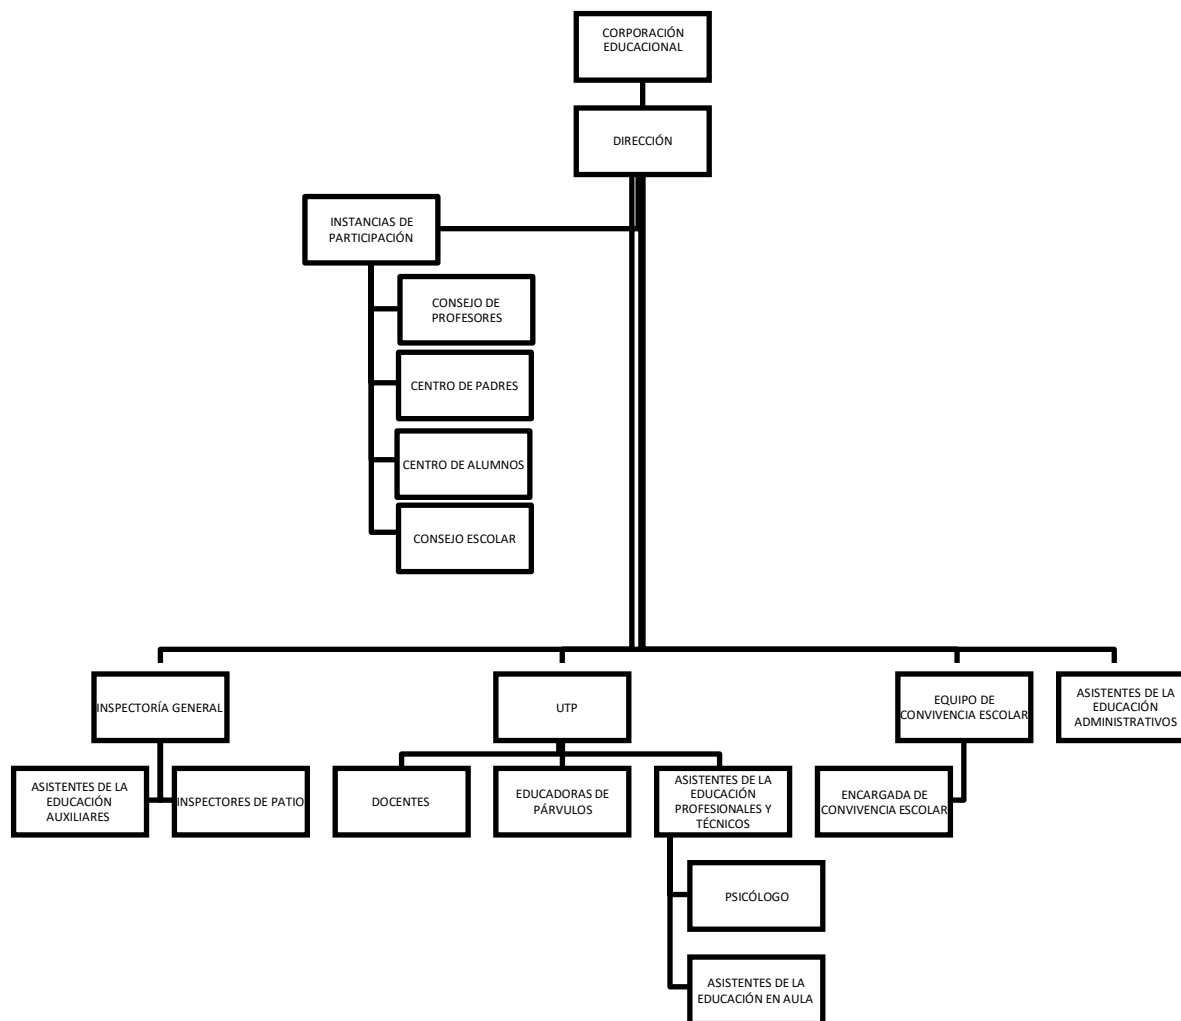 CORPORACIÓN
EDUCACIONAL
DIRECCIÓN
INSTANCIAS DE
PARTICIPACIÓN
CONSEJO DE
PROFESORES
CENTRO DE PADRES
CENTRO DE ALUMNOS
CONSEJO ESCOLAR
INSPECTORÍA GENERAL
UTP
EQUIPO DE
CONVIVENCIA ESCOLAR
ASISTENTES DE LA
EDUCACIÓN
ADMINISTRATIVOS
ASISTENTES DE LA
EDUCACIÓN
AUXILIARES
INSPECTORES DE PATIO
DOCENTES
EDUCADORAS DE
PÁRVULOS
ASISTENTES DE LA
EDUCACIÓN
PROFESIONALES Y
TÉCNICOS
ENCARGADA DE
CONVIVENCIA ESCOLAR
PSICÓLOGO
ASISTENTES DE LA
EDUCACIÓN EN AULA